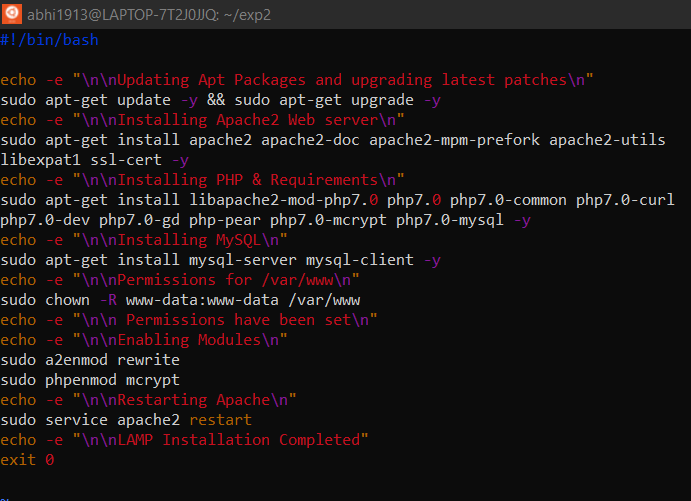 abhi1913@LAPTOP-7T2J0JJQ: ~/exp2
#!/bin/bash
echo -e "\n\nUpdating Apt Packages and upgrading latest patches\n"
sudo apt-get update -y && sudo apt-get upgrade -y
echo -e "\n\nInstalling Apache2 Web server\n"
sudo apt-get install apache2 apache2-doc apache2-mpm-prefork apache2-utils
libexpat1 ssl-cert -y
echo -e "\n\nInstalling PHP & Requirements\n"
sudo apt-get install libapache2-mod-php7.0 php7.0 php7.0-common php7.0-curl
php7.0-dev php7.0-gd php-pear php7.0-mcrypt php7.0-mysql -y
echo -e "\n\nInstalling MySQL\n"
sudo apt-get install mysql-server mysql-client -y
echo -e "\n\nPermissions for /var/www\n"
sudo chown -R www-data:www-data /var/www
echo -e "\n\n Permissions have been set\n"
echo -e "\n\nEnabling Modules\n"
sudo a2enmod rewrite
sudo phpenmod mcrypt
echo -e "\n\nRestarting Apache\n"
sudo service apache2 restart
echo -e "\n\nLAMP Installation Completed"
exit 0